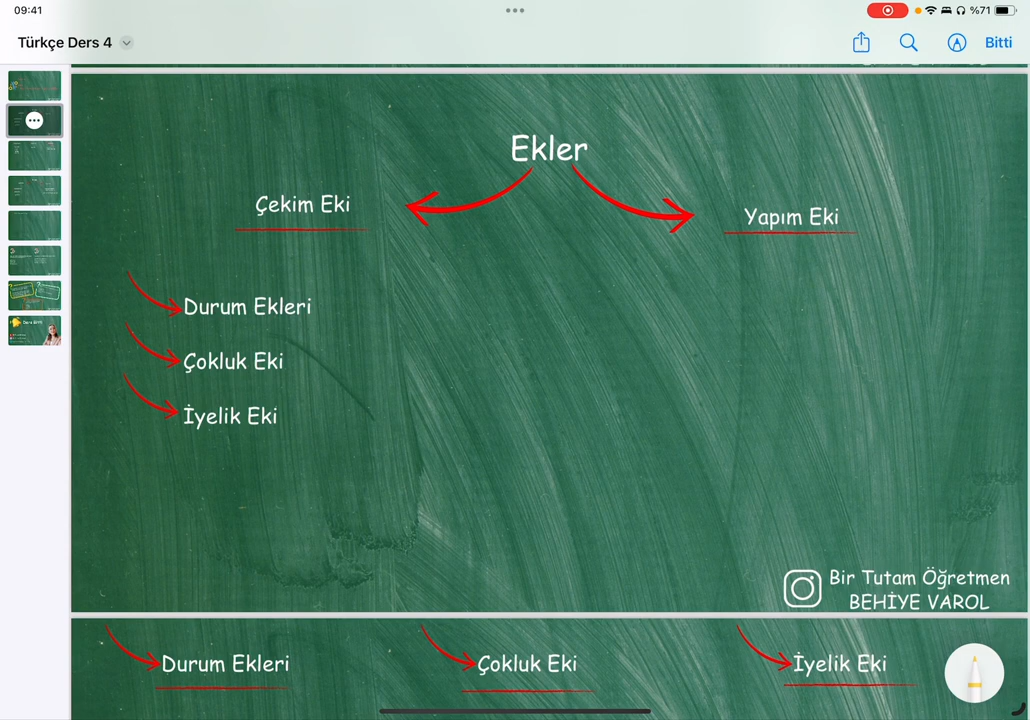 09:41
%71
Türkçe Ders 4
Bitti
Ekler
Çekim Eki
Yapım Eki
Durum Ekleri
Çokluk Eki
İyelik Eki
Bir Tutam Öğretmen
BEHİYE VAROL
Durum Ekleri
Çokluk Eki
İyelik Eki